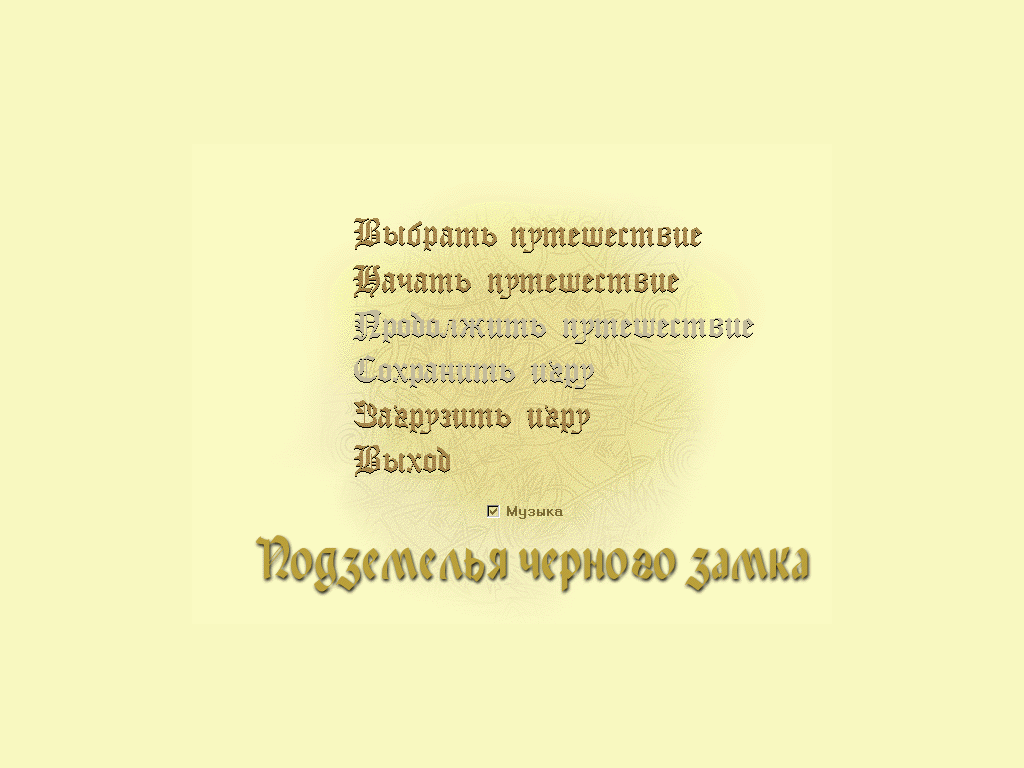 Выбрать путешествие
Начать путешествие
Продолжить путешествие
Сохранить игру
Загрузить игру
Выход
Музыка
Подземелья черного замка